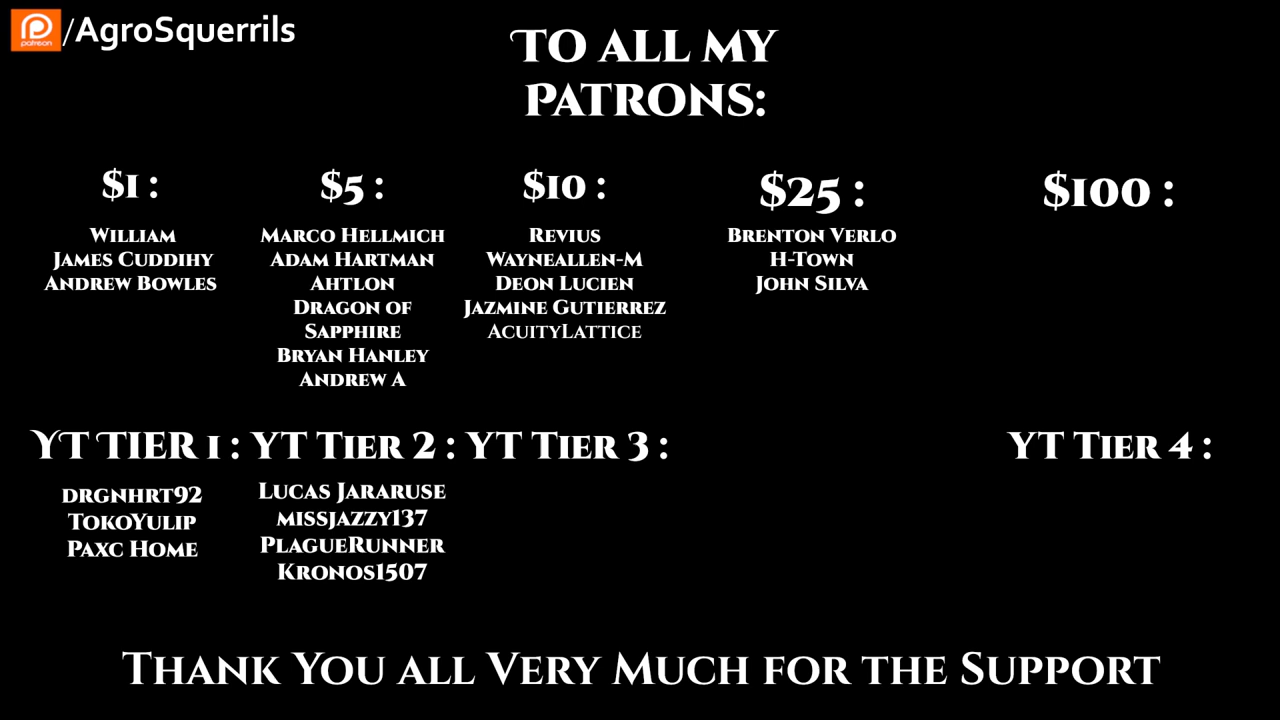 patreon
/AgroSquerrils
To all my
Patrons:
$1 :
William
James Cuddihy
Andrew Bowles
$5 :
Marco Hellmich
Adam Hartman
Ahtlon
Dragon of
Sapphire
Bryan Hanley
Andrew A
$10 :
Revius
Wayneallen-M
Deon Lucien
Jazmine Gutierrez
AcuityLattice
$25 :
Brenton Verlo
H-Town
John Silva
$100 :
YT Tier 1 :
drgnhrt92
TokoYulip
Paxc Home
YT Tier 2 :
Lucas Jararuse
missjazzy137
PlagueRunner
Kronos1507
YT Tier 3 :
YT Tier 4 :
Thank You all Very Much for the Support